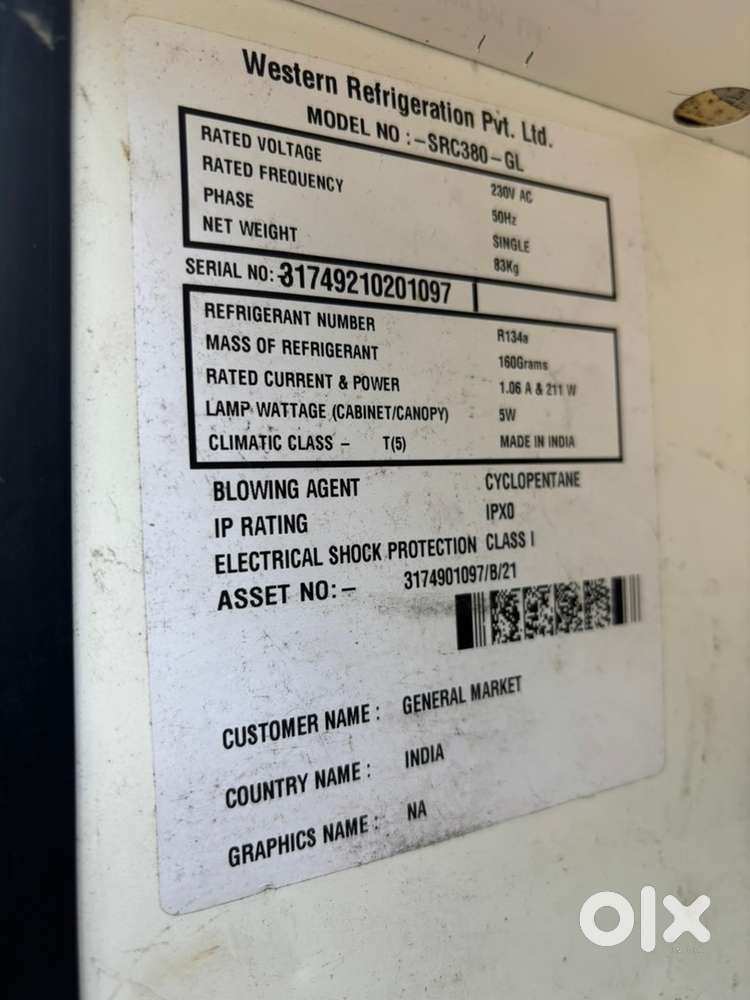 Western Refrigeration Pvt. Ltd.
MODEL NO :-SRC380-GL
RATED VOLTAGE 230V AC
RATED FREQUENCY 50Hz
PHASE SINGLE
NET WEIGHT 83Kg
SERIAL NO:-31749210201097
REFRIGERANT NUMBER R134a
MASS OF REFRIGERANT 160Grams
RATED CURRENT & POWER 1.06 A & 211 W
LAMP WATTAGE (CABINET/CANOPY) 5W
CLIMATIC CLASS - T(5) MADE IN INDIA
BLOWING AGENT CYCLOPENTANE
IP RATING IPX0
ELECTRICAL SHOCK PROTECTION CLASS I
ASSET NO:- 3174901097/B/21
CUSTOMER NAME : GENERAL MARKET
COUNTRY NAME : INDIA
GRAPHICS NAME : NA
olx